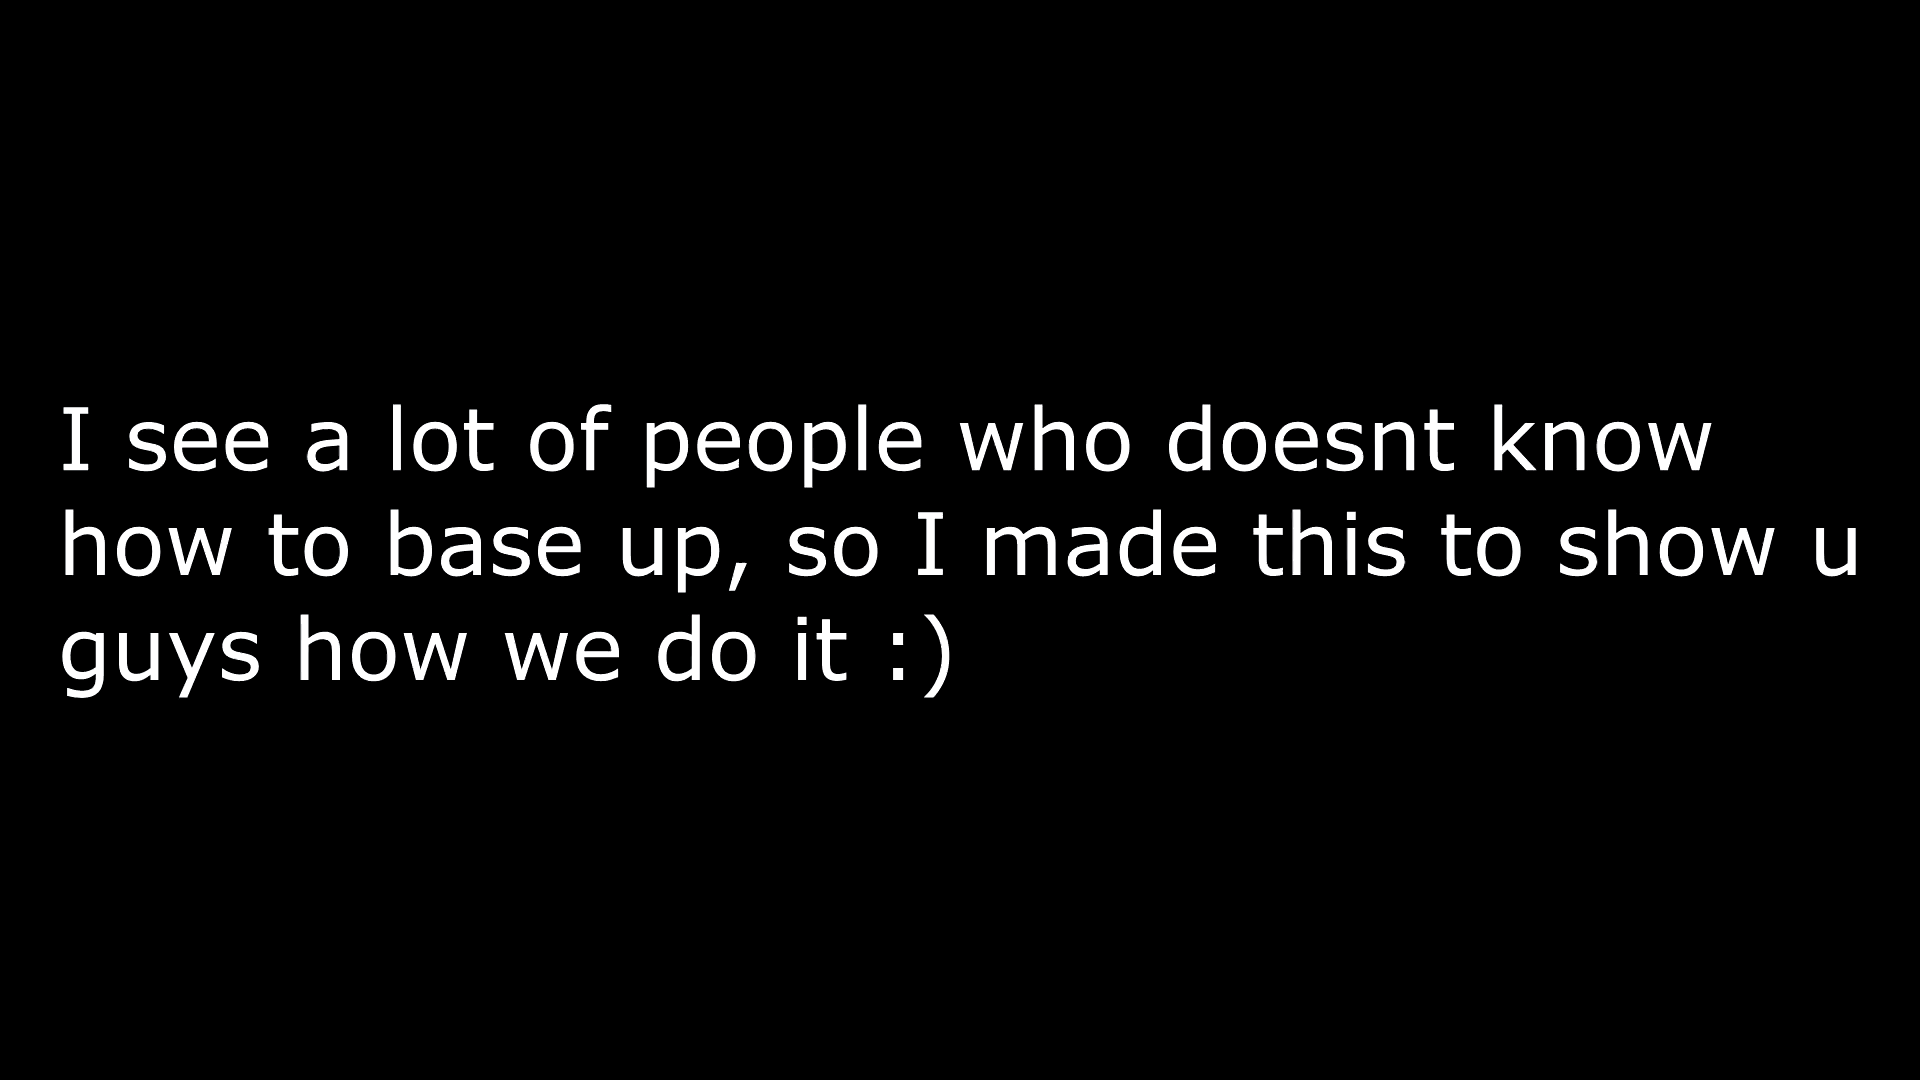 I see a lot of people who doesnt know
how to base up, so I made this to show u
guys how we do it :)